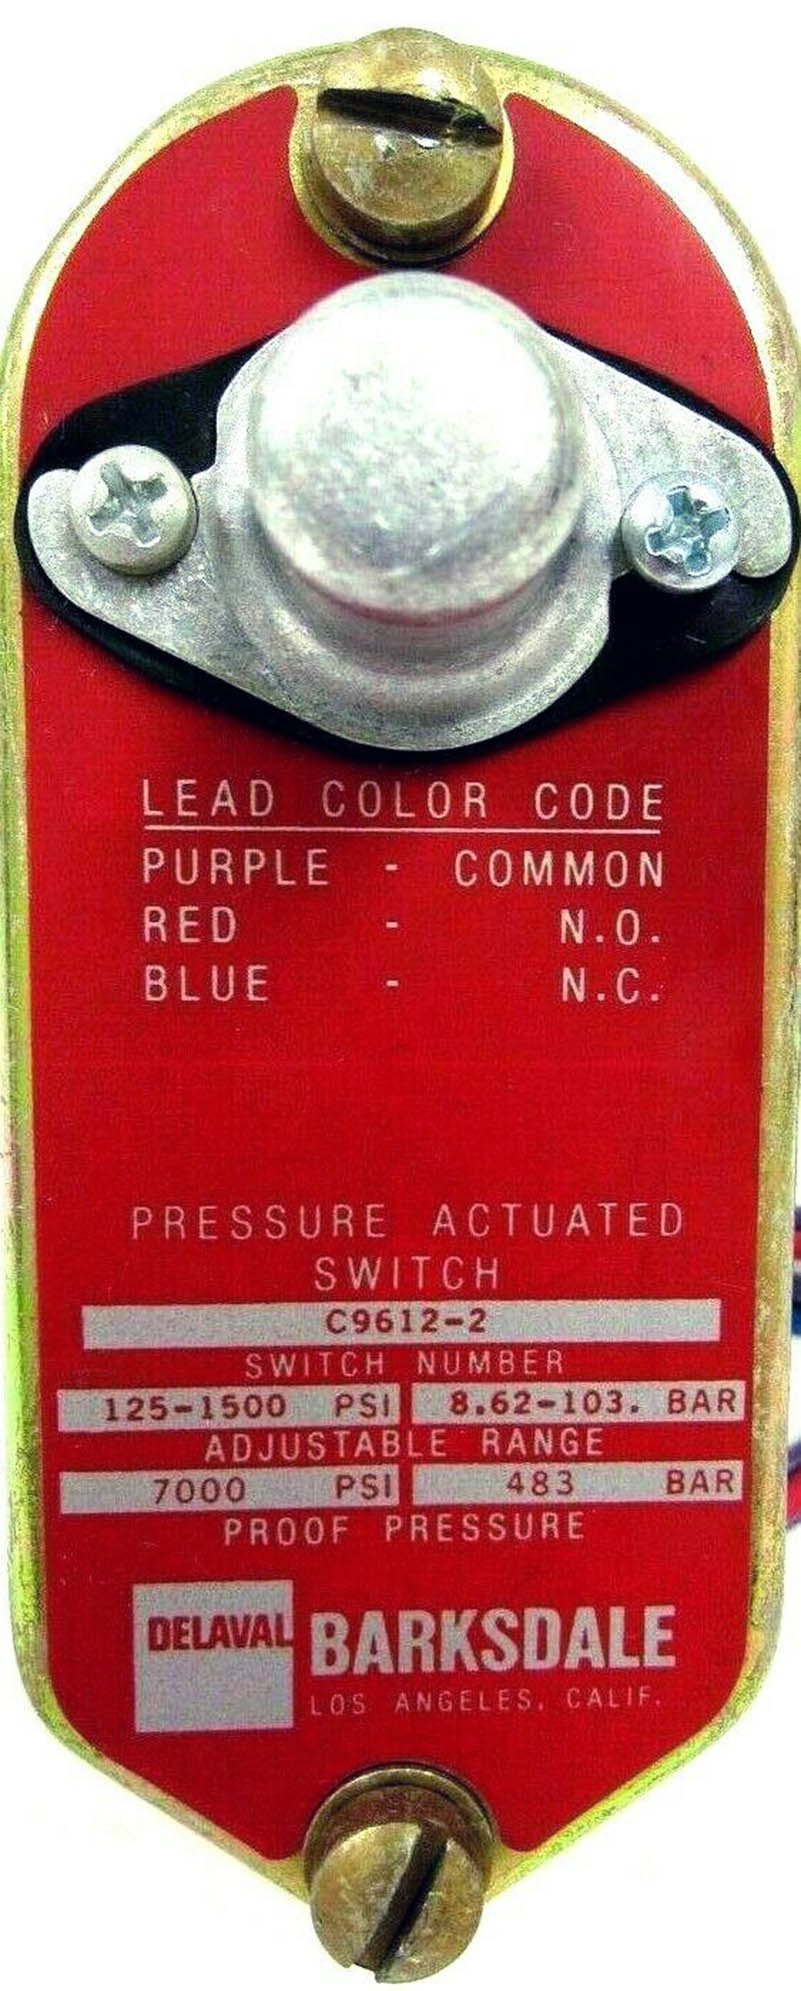 LEAD COLOR CODE
PURPLE - COMMON
RED - N.O.
BLUE - N.C.
PRESSURE ACTUATED
SWITCH
C9612-2
SWITCH NUMBER
125-1500 PSI 8.62-103. BAR
ADJUSTABLE RANGE
7000 PSI 483 BAR
PROOF PRESSURE
DELAVAL BARKSDALE
LOS ANGELES, CALIF.